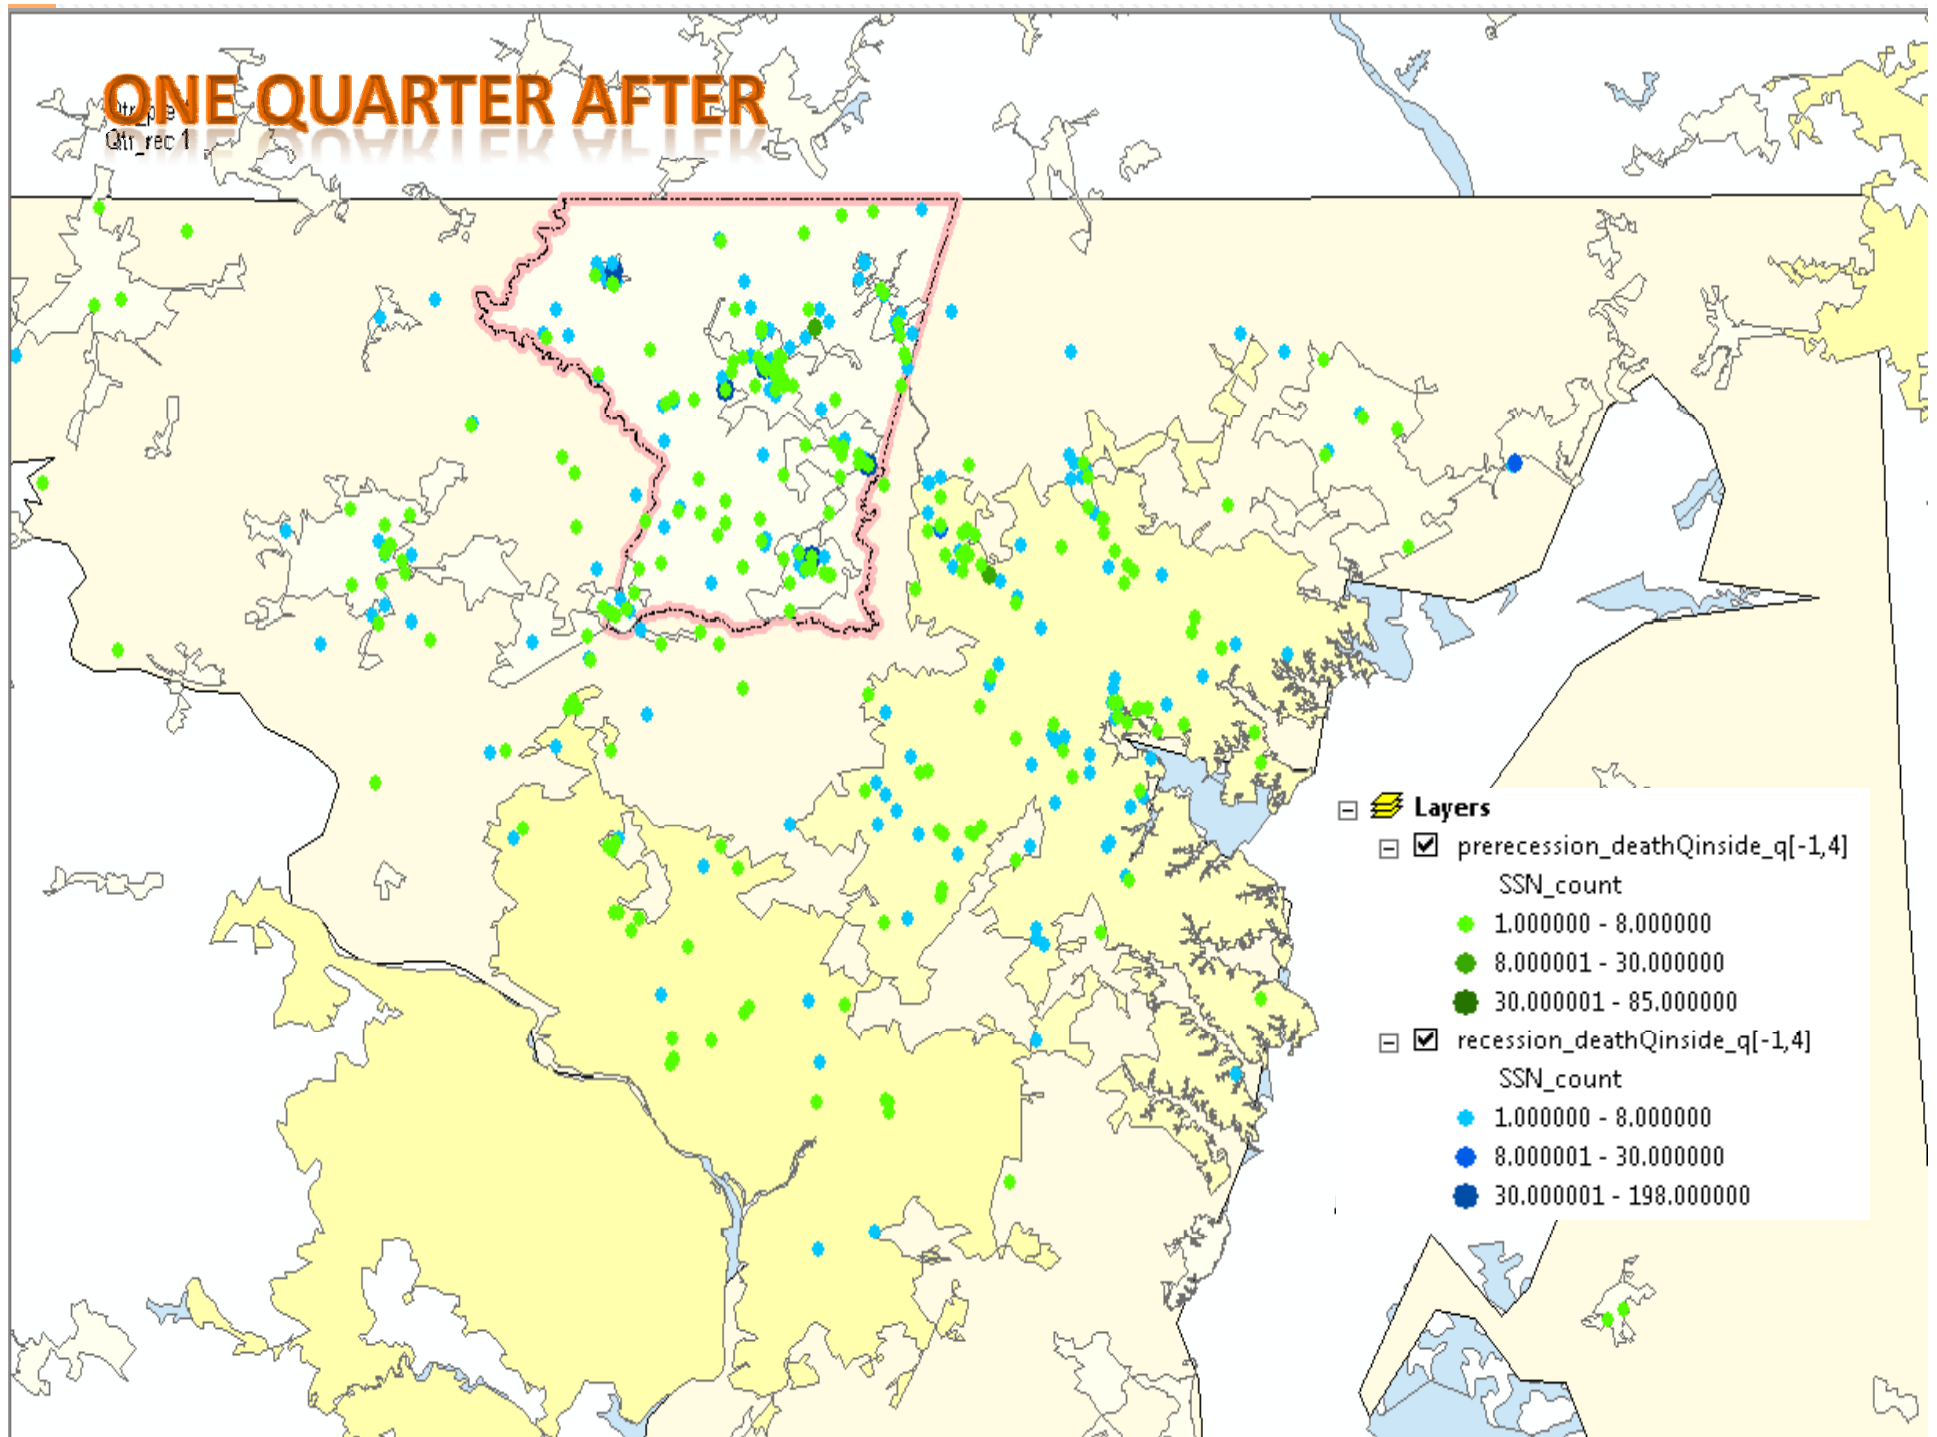 ONE QUARTER AFTER
Qtr_rec 1
Layers
prerecession_deathQinside_q[-1,4]
SSN_count
1.000000 - 8.000000
8.000001 - 30.000000
30.000001 - 85.000000
recession_deathQinside_q[-1,4]
SSN_count
1.000000 - 8.000000
8.000001 - 30.000000
30.000001 - 198.000000